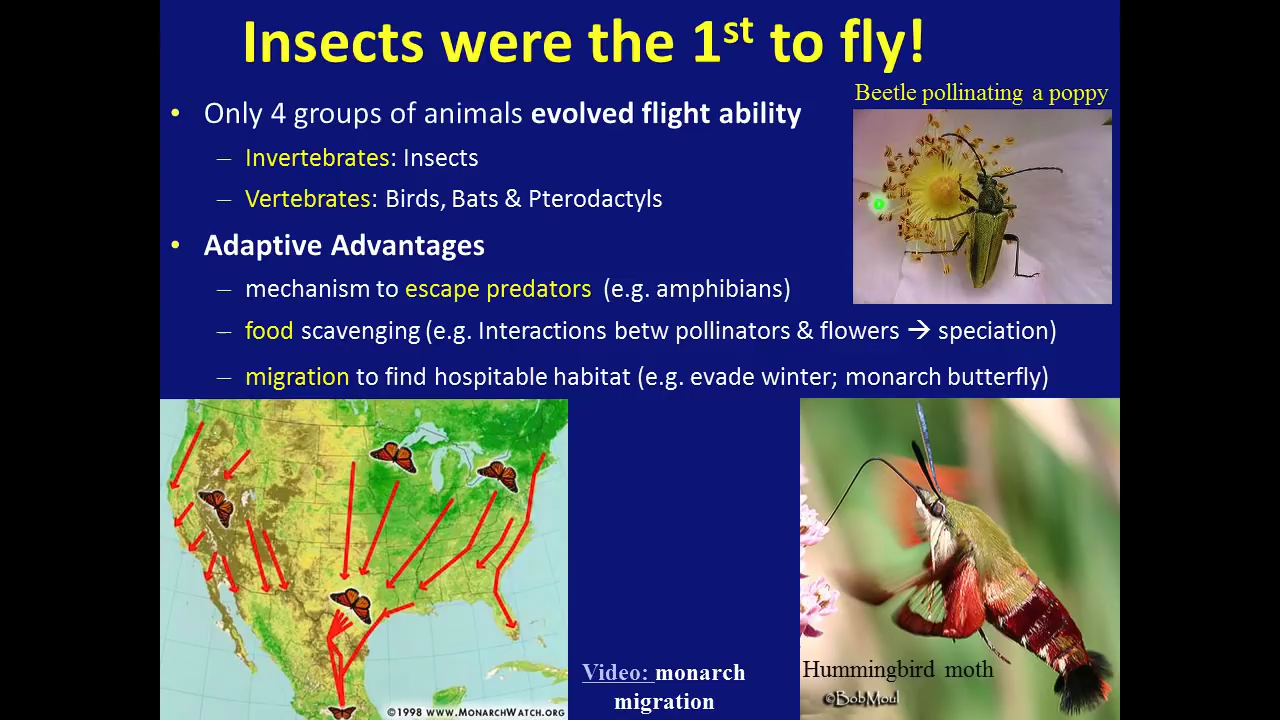 Insects were the 1st to fly!
Beetle pollinating a poppy
• Only 4 groups of animals evolved flight ability
– Invertebrates: Insects
– Vertebrates: Birds, Bats & Pterodactyls
• Adaptive Advantages
– mechanism to escape predators (e.g. amphibians)
– food scavenging (e.g. Interactions betw pollinators & flowers → speciation)
– migration to find hospitable habitat (e.g. evade winter; monarch butterfly)
Video: monarch
migration
©1998 www.MonarchWatch.org
Hummingbird moth
©BobMoul